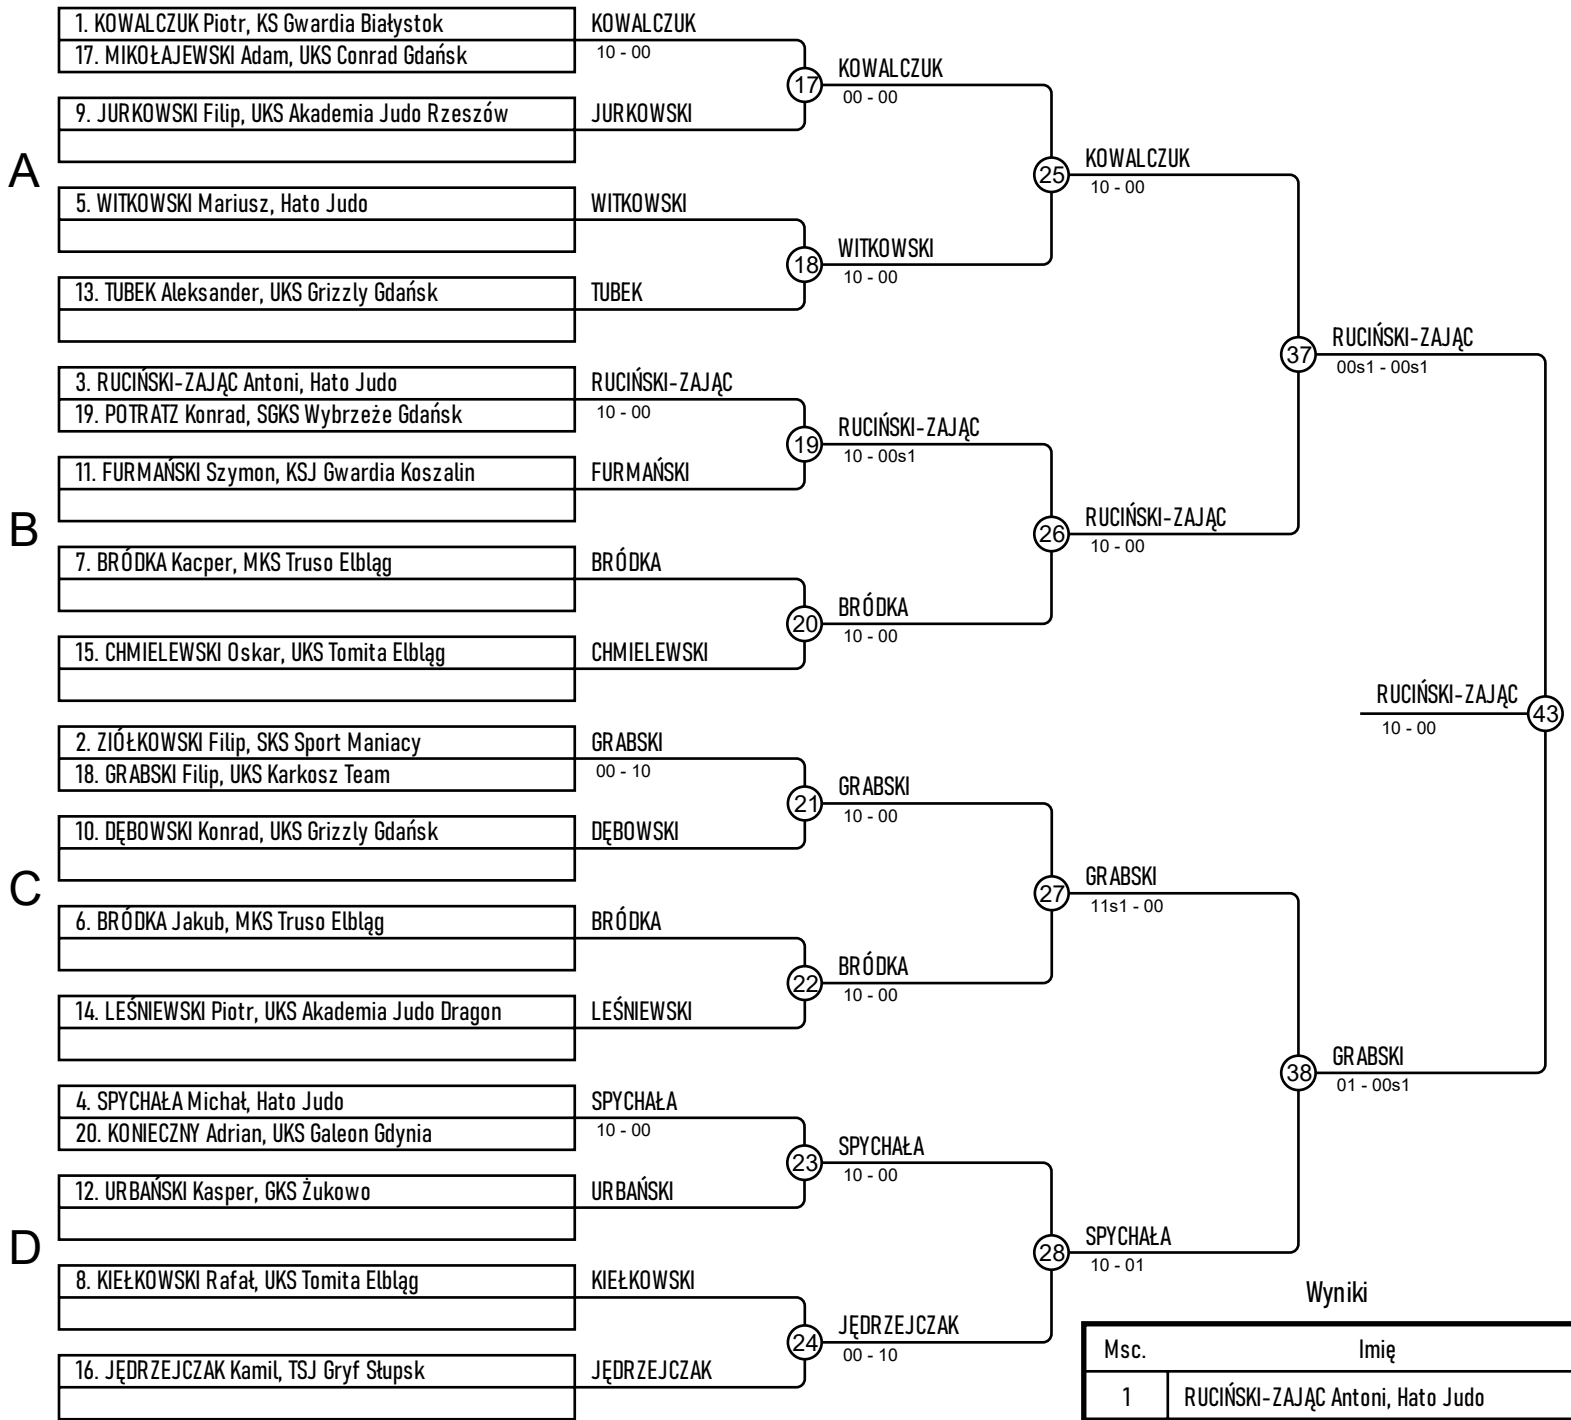 1. KOWALCZUK Piotr, KS Gwardia Białystok
17. MIKOŁAJEWSKI Adam, UKS Conrad Gdańsk
KOWALCZUK
10 - 00
17
KOWALCZUK
00 - 00
9. JURKOWSKI Filip, UKS Akademia Judo Rzeszów
JURKOWSKI
A
25
KOWALCZUK
10 - 00
5. WITKOWSKI Mariusz, Hato Judo
WITKOWSKI
18
WITKOWSKI
10 - 00
13. TUBEK Aleksander, UKS Grizzly Gdańsk
TUBEK
37
RUCIŃSKI-ZAJĄC
00s1 - 00s1
3. RUCIŃSKI-ZAJĄC Antoni, Hato Judo
19. POTRATZ Konrad, SGKS Wybrzeże Gdańsk
RUCIŃSKI-ZAJĄC
10 - 00
19
RUCIŃSKI-ZAJĄC
10 - 00s1
11. FURMAŃSKI Szymon, KSJ Gwardia Koszalin
FURMAŃSKI
B
26
RUCIŃSKI-ZAJĄC
10 - 00
7. BRÓDKA Kacper, MKS Truso Elbląg
BRÓDKA
20
BRÓDKA
10 - 00
15. CHMIELEWSKI Oskar, UKS Tomita Elbląg
CHMIELEWSKI
RUCIŃSKI-ZAJĄC
10 - 00
43
2. ZIÓŁKOWSKI Filip, SKS Sport Maniacy
18. GRABSKI Filip, UKS Karkosz Team
GRABSKI
00 - 10
21
GRABSKI
10 - 00
10. DĘBOWSKI Konrad, UKS Grizzly Gdańsk
DĘBOWSKI
C
27
GRABSKI
11s1 - 00
6. BRÓDKA Jakub, MKS Truso Elbląg
BRÓDKA
22
BRÓDKA
10 - 00
14. LEŚNIEWSKI Piotr, UKS Akademia Judo Dragon
LEŚNIEWSKI
38
GRABSKI
01 - 00s1
4. SPYCHAŁA Michał, Hato Judo
20. KONIECZNY Adrian, UKS Galeon Gdynia
SPYCHAŁA
10 - 00
23
SPYCHAŁA
10 - 00
12. URBAŃSKI Kasper, GKS Żukowo
URBAŃSKI
D
28
SPYCHAŁA
10 - 01
8. KIEŁKOWSKI Rafał, UKS Tomita Elbląg
KIEŁKOWSKI
24
JĘDRZEJCZAK
00 - 10
16. JĘDRZEJCZAK Kamil, TSJ Gryf Słupsk
JĘDRZEJCZAK
Wyniki
Msc. Imię
1 RUCIŃSKI-ZAJĄC Antoni, Hato Judo